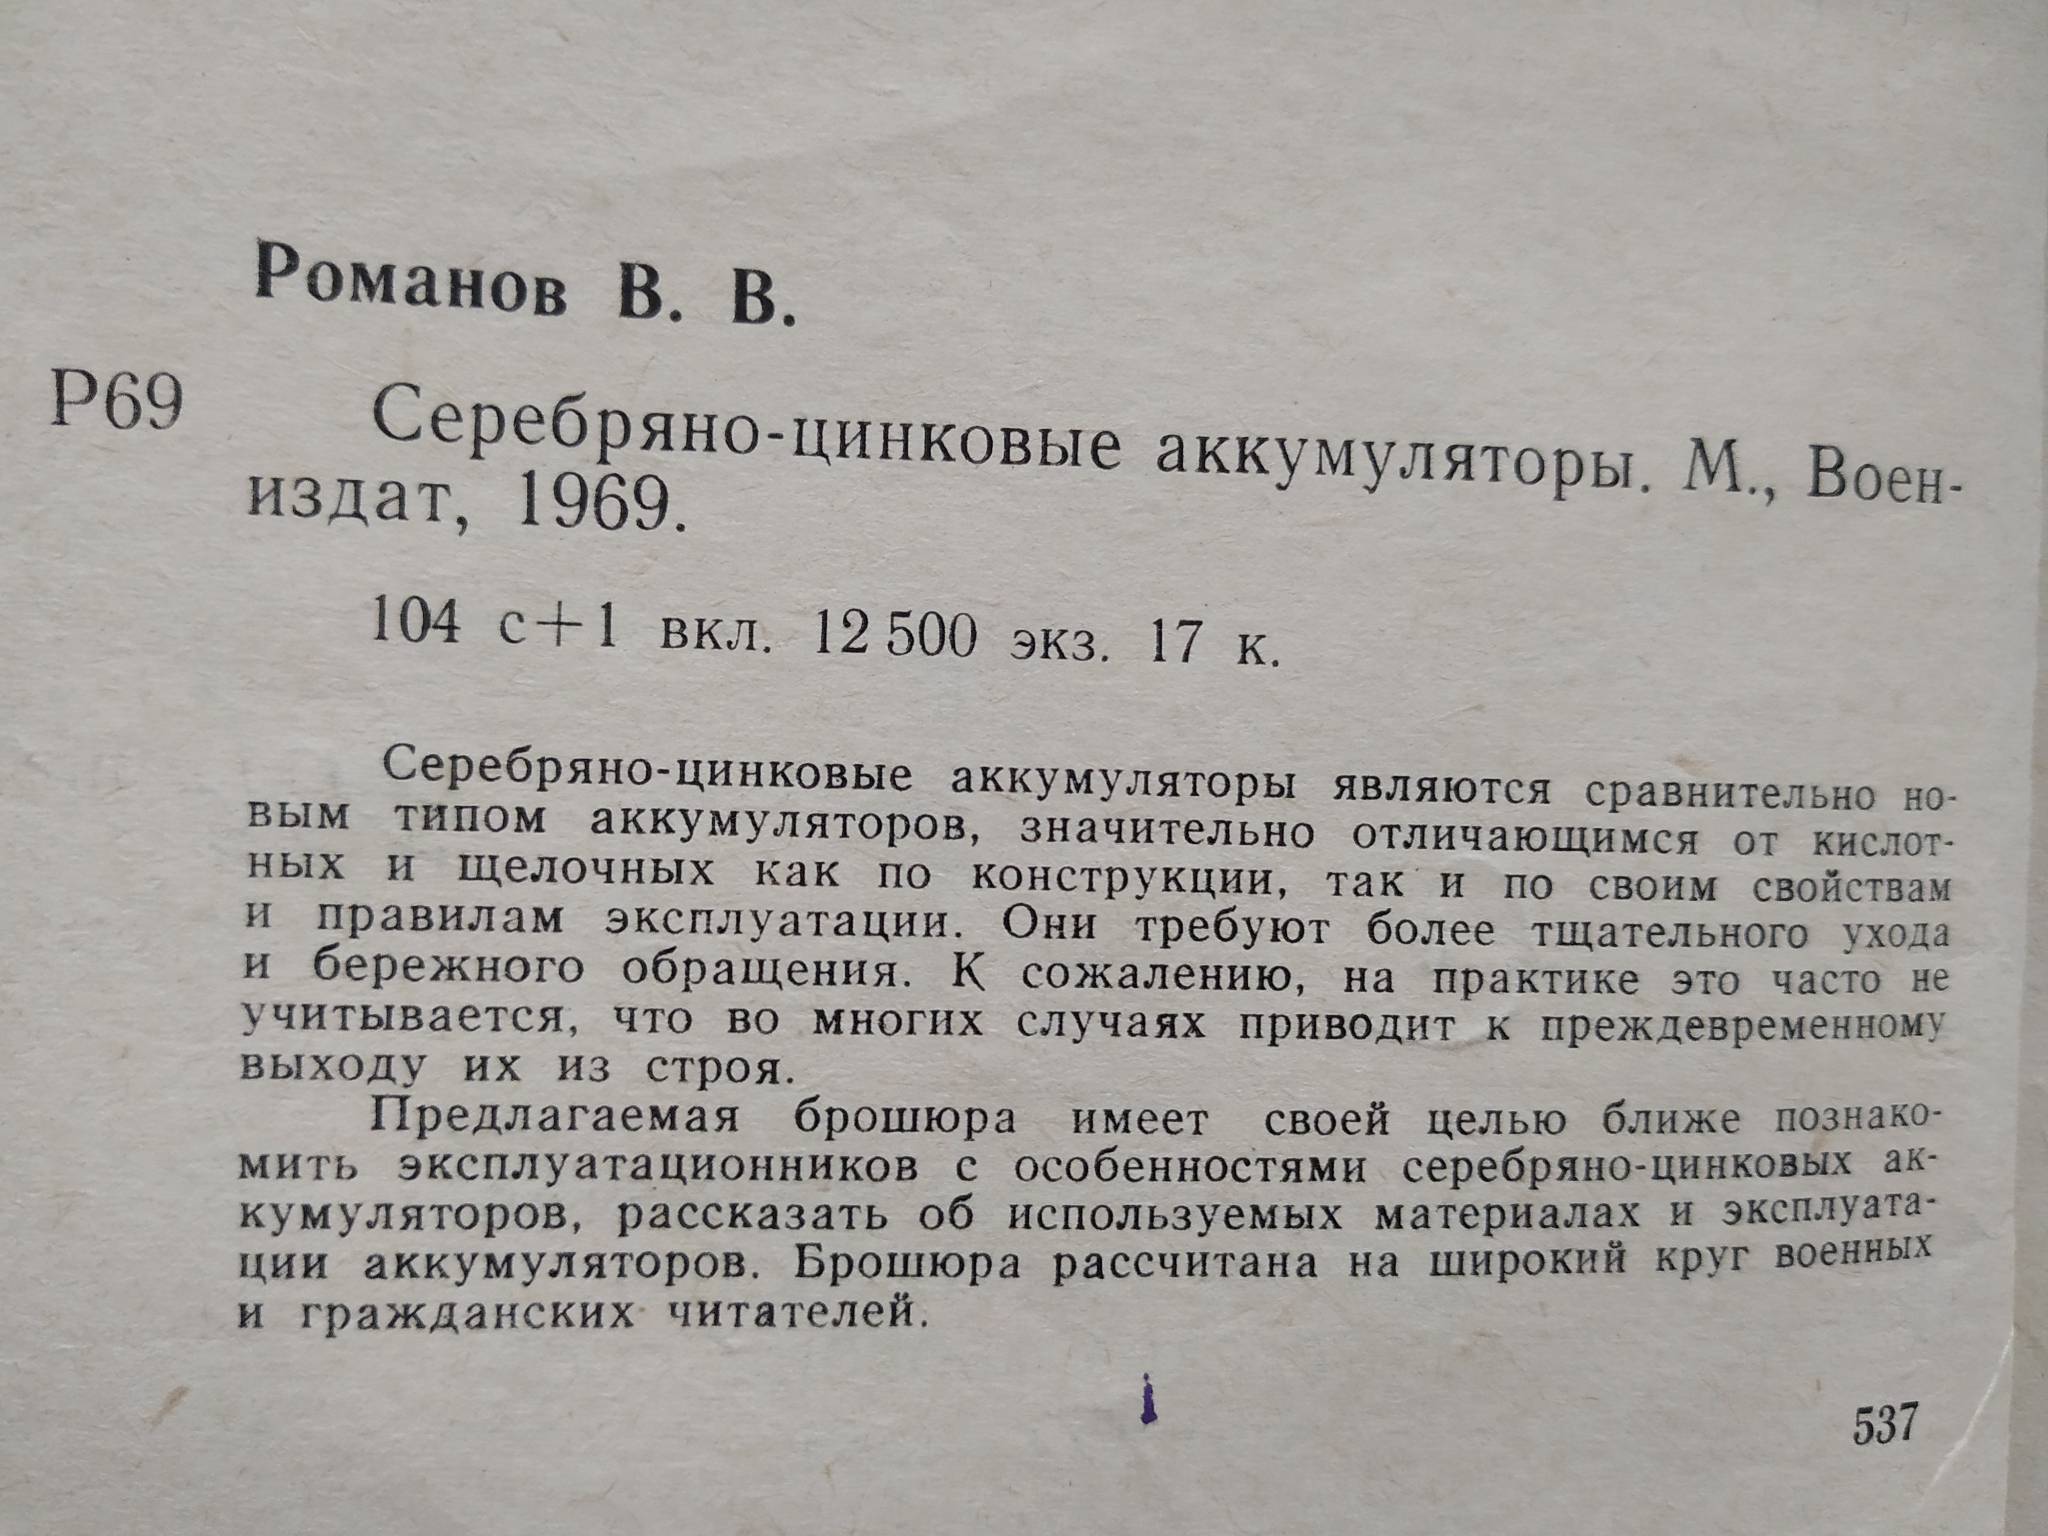 Романов В. В.
Р69 Серебряно-цинковые аккумуляторы. М., Воен-
издат, 1969.
104 с+1 вкл. 12 500 экз. 17 к.
Серебряно-цинковые аккумуляторы являются сравнительно но-
вым типом аккумуляторов, значительно отличающимся от кислот-
ных и щелочных как по конструкции, так и по своим свойствам
и правилам эксплуатации. Они требуют более тщательного ухода
и бережного обращения. К сожалению, на практике это часто не
учитывается, что во многих случаях приводит к преждевременному
выходу их из строя.
Предлагаемая брошюра имеет своей целью ближе познако-
мить эксплуатационников с особенностями серебряно-цинковых ак-
кумуляторов, рассказать об используемых материалах и эксплуата-
ции аккумуляторов. Брошюра рассчитана на широкий круг военных
и гражданских читателей.
537